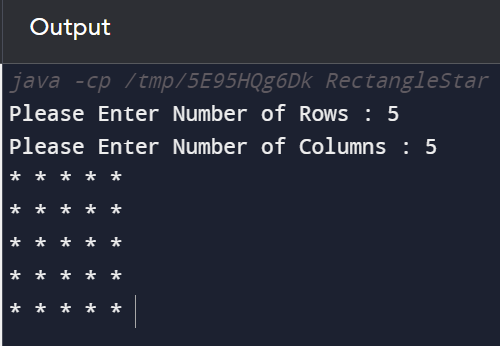 Output
java -cp /tmp/5E95HQg6Dk RectangleStar
Please Enter Number of Rows : 5
Please Enter Number of Columns : 5
* * * * *
* * * * *
* * * * *
* * * * *
* * * * *